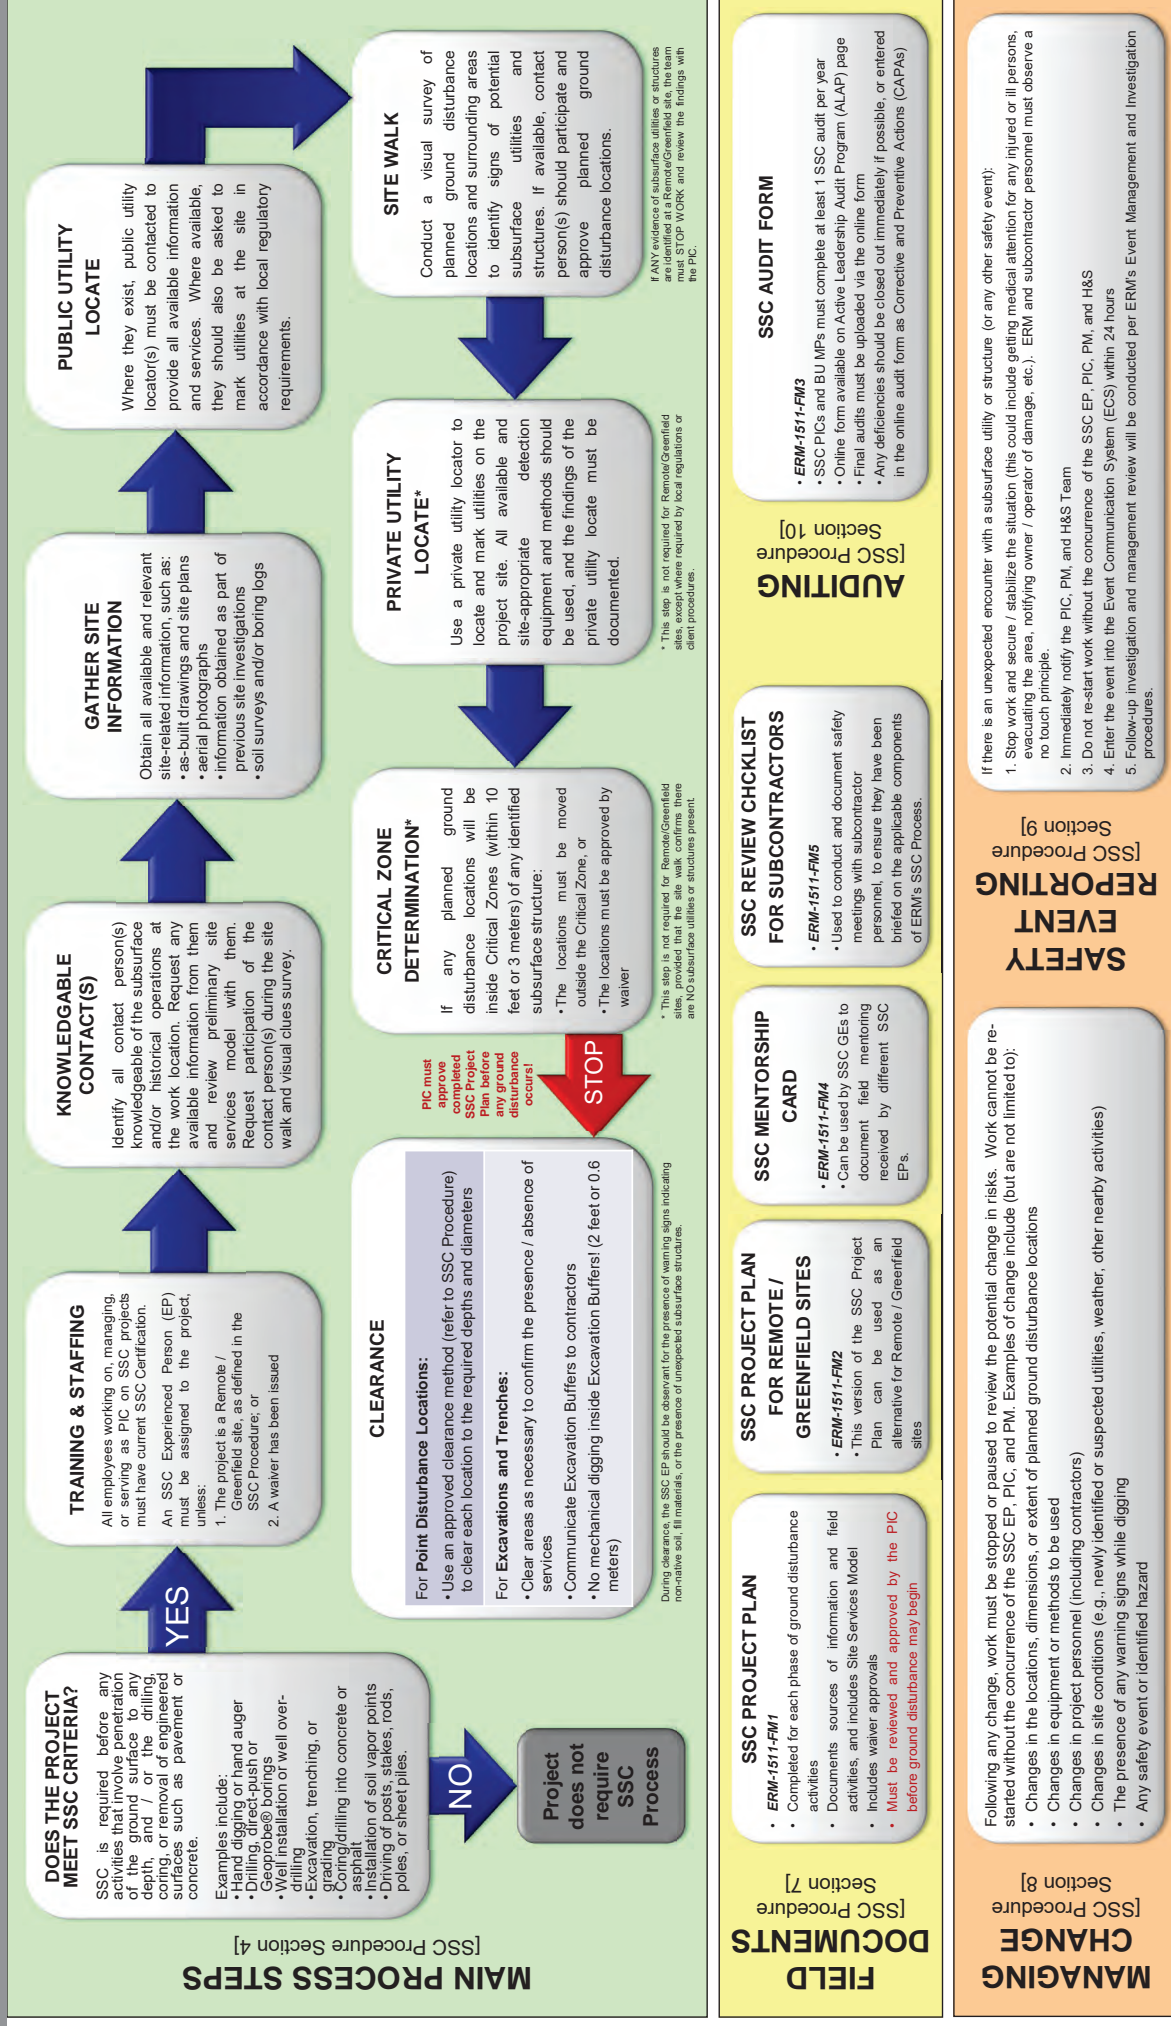 MAIN PROCESS STEPS
[SSC Procedure Section 4]
DOES THE PROJECT
MEET SSC CRITERIA?
SSC is required before any
activities that involve penetration
of the ground surface to any
depth, and / or the drilling,
coring, or removal of engineered
surfaces such as pavement or
concrete.
Examples include:
• Hand digging or hand auger
• Drilling, direct-push or
Geoprobe® borings
• Well installation or well over-
drilling
• Excavation, trenching, or
grading
• Coring/drilling into concrete or
asphalt
• Installation of soil vapor points
• Driving of posts, stakes, rods,
poles, or sheet piles.
YES
NO
Project
does not
require
SSC
Process
TRAINING & STAFFING
All employees working on, managing,
or serving as PIC on SSC projects
must have current SSC Certification.
An SSC Experienced Person (EP)
must be assigned to the project,
unless:
1. The project is a Remote /
Greenfield site, as defined in the
SSC Procedure; or
2. A waiver has been issued
KNOWLEDGABLE
CONTACT(S)
Identify all contact person(s)
knowledgeable of the subsurface
and/or historical operations at
the work location. Request any
available information from them
and review preliminary site
services model with them.
Request participation of the
contact person(s) during the site
walk and visual clues survey.
GATHER SITE
INFORMATION
Obtain all available and relevant
site-related information, such as:
• as-built drawings and site plans
• aerial photographs
• information obtained as part of
previous site investigations
• soil surveys and/or boring logs
PUBLIC UTILITY
LOCATE
Where they exist, public utility
locator(s) must be contacted to
provide all available information
and services. Where available,
they should also be asked to
mark utilities at the site in
accordance with local regulatory
requirements.
SITE WALK
Conduct a visual survey of
planned ground disturbance
locations and surrounding areas
to identify signs of potential
subsurface utilities and
structures. If available, contact
person(s) should participate and
approve planned ground
disturbance locations.
If ANY evidence of subsurface utilities or structures
are identified at a Remote/Greenfield site, the team
must STOP WORK and review the findings with
the PIC.
PRIVATE UTILITY
LOCATE*
Use a private utility locator to
locate and mark utilities on the
project site. All available and
site-appropriate detection
equipment and methods should
be used, and the findings of the
private utility locate must be
documented.
* This step is not required for Remote/Greenfield
sites, except where required by local regulations or
client procedures.
CRITICAL ZONE
DETERMINATION*
If any planned ground
disturbance locations will be
inside Critical Zones (within 10
feet or 3 meters) of any identified
subsurface structure:
• The locations must be moved
outside the Critical Zone, or
• The locations must be approved by
waiver
* This step is not required for Remote/Greenfield
sites, provided that the site walk confirms there
are NO subsurface utilities or structures present.
PIC must
approve
completed
SSC Project
Plan before
any ground
disturbance
occurs!
STOP
CLEARANCE
For Point Disturbance Locations:
• Use an approved clearance method (refer to SSC Procedure)
to clear each location to the required depths and diameters
For Excavations and Trenches:
• Clear areas as necessary to confirm the presence / absence of
services
• Communicate Excavation Buffers to contractors
• No mechanical digging inside Excavation Buffers! (2 feet or 0.6
meters)
During clearance, the SSC EP should be observant for the presence of warning signs indicating
non-native soil, fill materials, or the presence of unexpected subsurface structures.
FIELD
DOCUMENTS
[SSC Procedure
Section 7]
SSC PROJECT PLAN
• ERM-1511-FM1
• Completed for each phase of ground disturbance
activities
• Documents sources of information and field
activities, and includes Site Services Model
• Includes waiver approvals
• Must be reviewed and approved by the PIC
before ground disturbance may begin
SSC PROJECT PLAN
FOR REMOTE /
GREENFIELD SITES
• ERM-1511-FM2
• This version of the SSC Project
Plan can be used as an
alternative for Remote / Greenfield
sites
SSC MENTORSHIP
CARD
• ERM-1511-FM4
• Can be used by SSC GEs to
document field mentoring
received by different SSC
EPs.
SSC REVIEW CHCKLIST
FOR SUBCONTRACTORS
• ERM-1511-FM5
• Used to conduct and document safety
meetings with subcontractor
personnel, to ensure they have been
briefed on the applicable components
of ERM's SSC Process.
AUDITING
[SSC Procedure
Section 10]
SSC AUDIT FORM
• ERM-1511-FM3
• SSC PICs and BU MPs must complete at least 1 SSC audit per year
• Online form available on Active Leadership Audit Program (ALAP) page
• Final audits must be uploaded via the online form
• Any deficiencies should be closed out immediately if possible, or entered
in the online audit form as Corrective and Preventive Actions (CAPAs)
MANAGING
CHANGE
[SSC Procedure
Section 8]
Following any change, work must be stopped or paused to review the potential change in risks. Work cannot be re-
started without the concurrence of the SSC EP, PIC, and PM. Examples of change include (but are not limited to):
• Changes in the locations, dimensions, or extent of planned ground disturbance locations
• Changes in equipment or methods to be used
• Changes in project personnel (including contractors)
• Changes in site conditions (e.g., newly identified or suspected utilities, weather, other nearby activities)
• The presence of any warning signs while digging
• Any safety event or identified hazard
SAFETY
EVENT
REPORTING
[SSC Procedure
Section 9]
If there is an unexpected encounter with a subsurface utility or structure (or any other safety event):
1. Stop work and secure / stabilize the situation (this could include getting medical attention for any injured or ill persons,
evacuating the area, notifying owner / operator of damage, etc.). ERM and subcontractor personnel must observe a
no touch principle.
2. Immediately notify the PIC, PM, and H&S Team
3. Do not re-start work without the concurrence of the SSC EP, PIC, PM, and H&S
4. Enter the event into the Event Communication System (ECS) within 24 hours
5. Follow-up investigation and management review will be conducted per ERM's Event Management and Investigation
procedures.